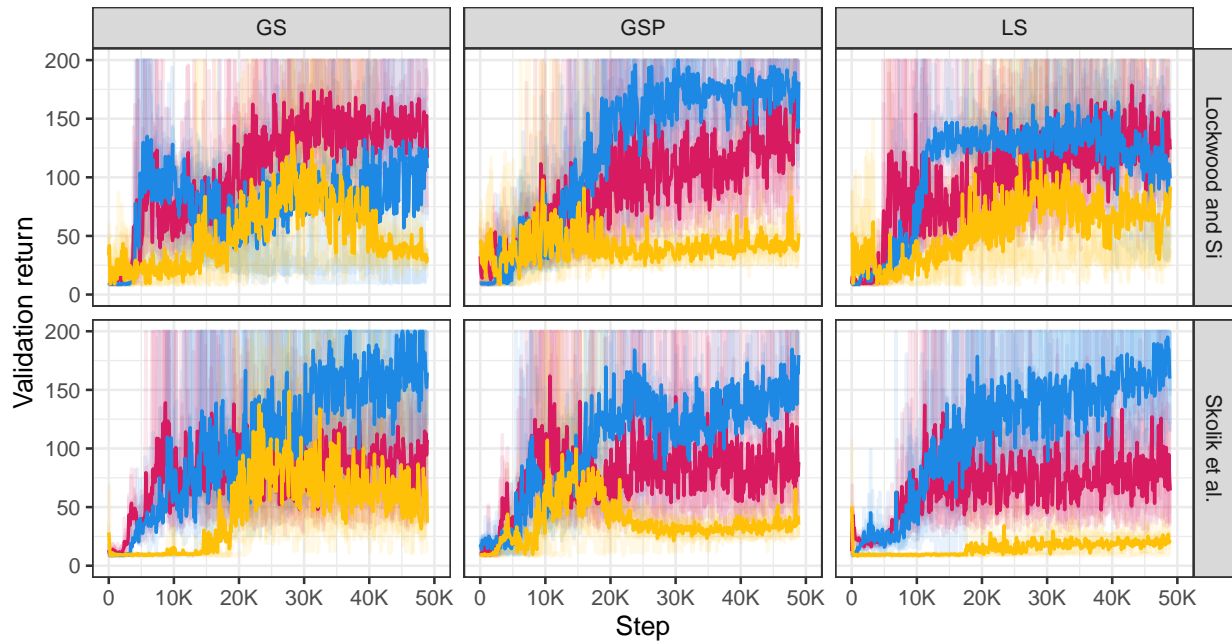 GS GSP LS
200
150
100
50
0
Lockwood and Si
200
150
100
50
0
Skolik et al.
Validation return
0 10K 20K 30K 40K 50K 0 10K 20K 30K 40K 50K 0 10K 20K 30K 40K 50K
Step